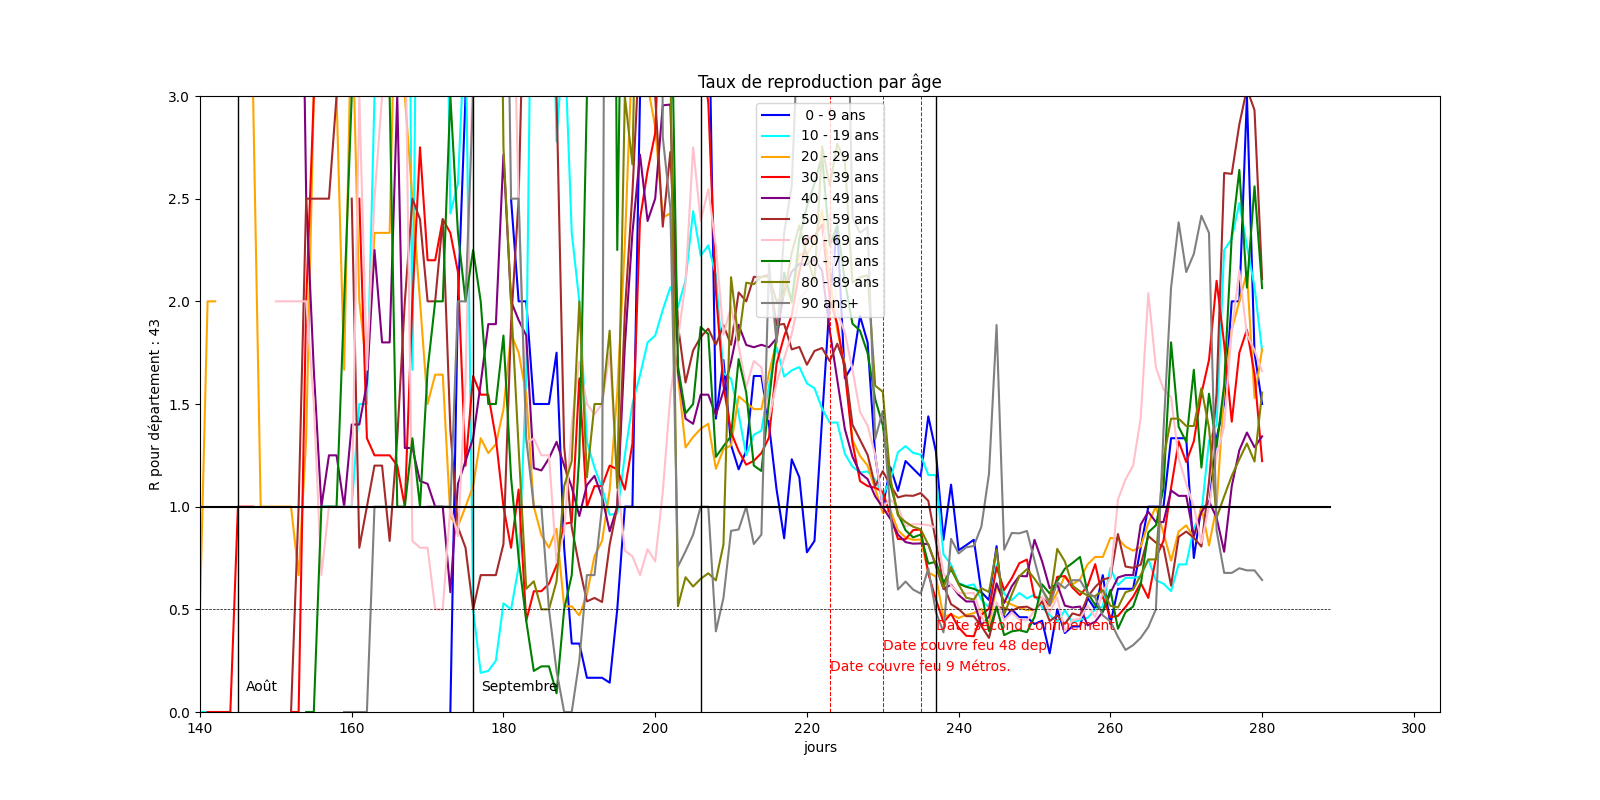 Taux de reproduction par âge
R pour département : 43
3.0
2.5
2.0
1.5
1.0
0.5
0.0
0 - 9 ans
10 - 19 ans
20 - 29 ans
30 - 39 ans
40 - 49 ans
50 - 59 ans
60 - 69 ans
70 - 79 ans
80 - 89 ans
90 ans+
Date second confinement
Date couvre feu 48 dep
Date couvre feu 9 Métros.
Août
Septembre
140
160
180
200
220
240
260
280
300
jours